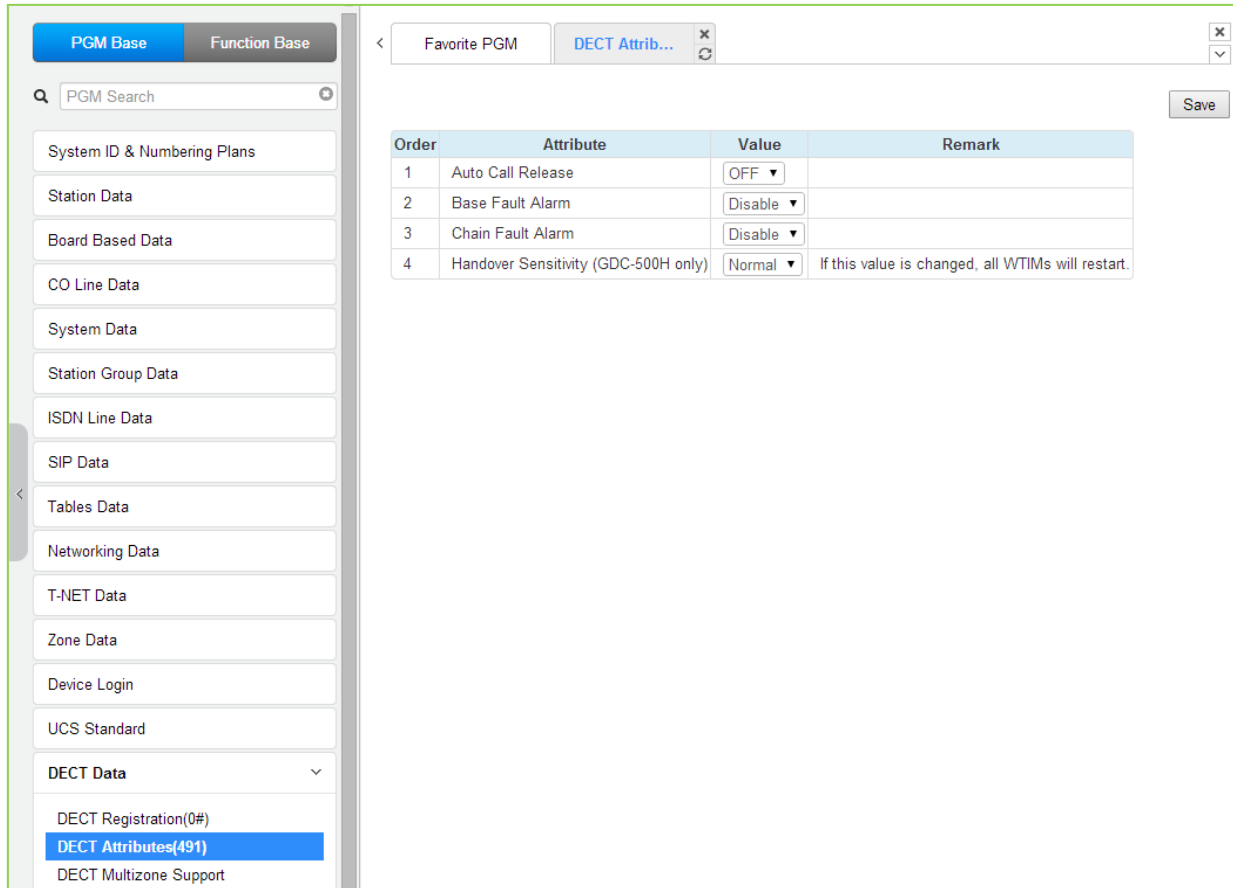 PGM Base
Function Base
PGM Search
System ID & Numbering Plans
Station Data
Board Based Data
CO Line Data
System Data
Station Group Data
ISDN Line Data
SIP Data
Tables Data
Networking Data
T-NET Data
Zone Data
Device Login
UCS Standard
DECT Data
DECT Registration(0#)
DECT Attributes(491)
DECT Multizone Support
Favorite PGM
DECT Attrib...
Save
Order Attribute Value Remark
1 Auto Call Release OFF
2 Base Fault Alarm Disable
3 Chain Fault Alarm Disable
4 Handover Sensitivity (GDC-500H only) Normal If this value is changed, all WTIMs will restart.